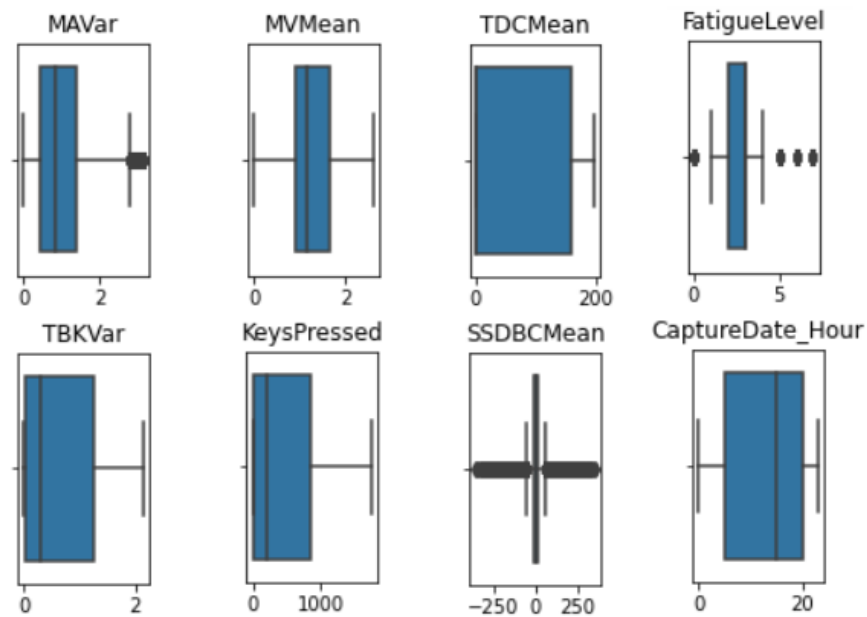 MAVar MVMean TDCMean FatigueLevel
0 2 0 2 0 200 0 5
TBKVar KeysPressed SSDBCMean CaptureDate_Hour
0 2 0 1000 −250 0 250 0 20